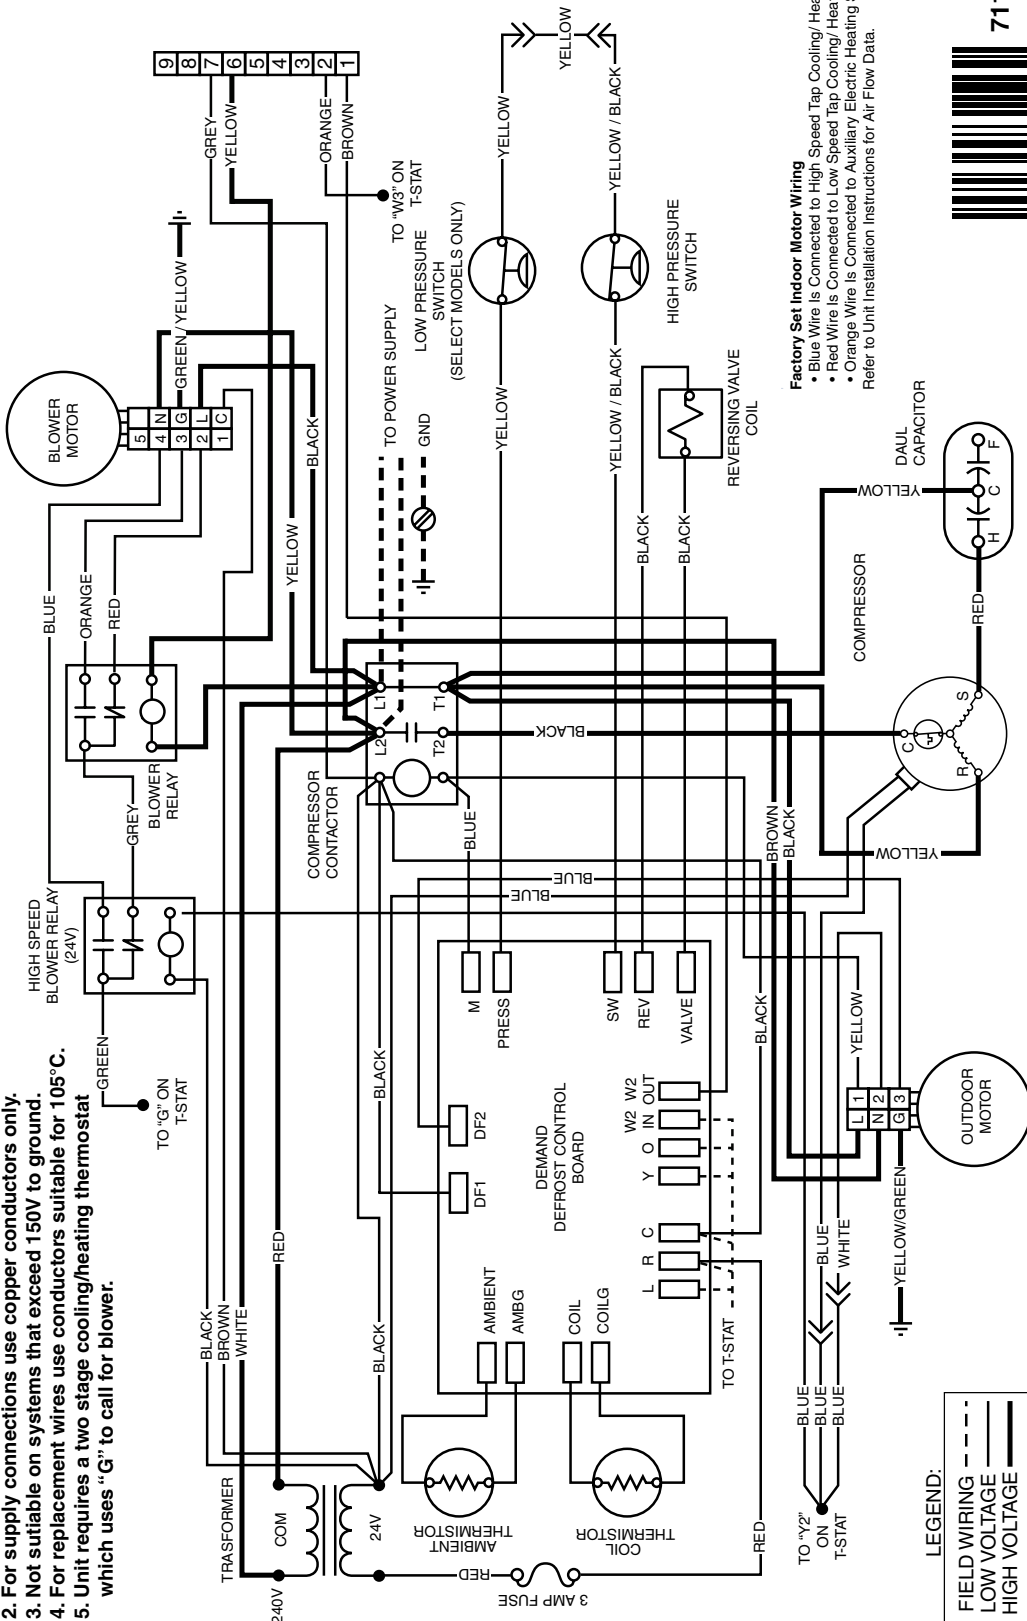 2. For supply connections use copper conductors only.
3. Not sutiable on systems that exceed 150V to ground.
4. For replacement wires use conductors suitable for 105°C.
5. Unit requires a two stage cooling/heating thermostat
which uses “G” to call for blower.
BLOWER
MOTOR
5
4 N
3 G
2 L
1 C
GREEN / YELLOW
9
8
7
6
5
4
3
2
1
GREY
YELLOW
ORANGE
BROWN
TO “W3” ON
T-STAT
BLUE
ORANGE
RED
BLOWER
RELAY
GREY
HIGH SPEED
BLOWER RELAY
(24V)
GREEN
TO “G” ON
T-STAT
YELLOW
BLACK
TO POWER SUPPLY
GND
LOW PRESSURE
SWITCH
(SELECT MODELS ONLY)
YELLOW
YELLOW
YELLOW
YELLOW
YELLOW / BLACK
YELLOW / BLACK
HIGH PRESSURE
SWITCH
COMPRESSOR
CONTACTOR
L1
L2
T1
T2
BLUE
BLACK
BLACK
BLACK
REVERSING VALVE
COIL
Factory Set Indoor Motor Wiring
• Blue Wire Is Connected to High Speed Tap Cooling/ Hea
• Red Wire Is Connected to Low Speed Tap Cooling/ Hea
• Orange Wire Is Connected to Auxiliary Electric Heating
Refer to Unit Installation Instructions for Air Flow Data.
711
DAUL
CAPACITOR
H
C
F
YELLOW
RED
COMPRESSOR
C
S
R
YELLOW
BROWN
BLACK
BLUE
BLUE
RED
BLACK
BROWN
WHITE
BLACK
BLACK
TRASFORMER
240V
COM
24V
RED
3 AMP FUSE
RED
AMBIENT
THERMISTOR
COIL
THERMISTOR
AMBIENT
AMBG
COIL
COILG
DF1
DF2
DEMAND
DEFROST CONTROL
BOARD
M
PRESS
SW
REV
VALVE
L
R
C
Y
O
W2
IN
W2
OUT
TO T-STAT
BLACK
YELLOW
L 1
N 2
G 3
OUTDOOR
MOTOR
YELLOW/GREEN
BLUE
WHITE
BLUE
BLUE
BLUE
TO “Y2”
ON
T-STAT
LEGEND:
FIELD WIRING
LOW VOLTAGE
HIGH VOLTAGE